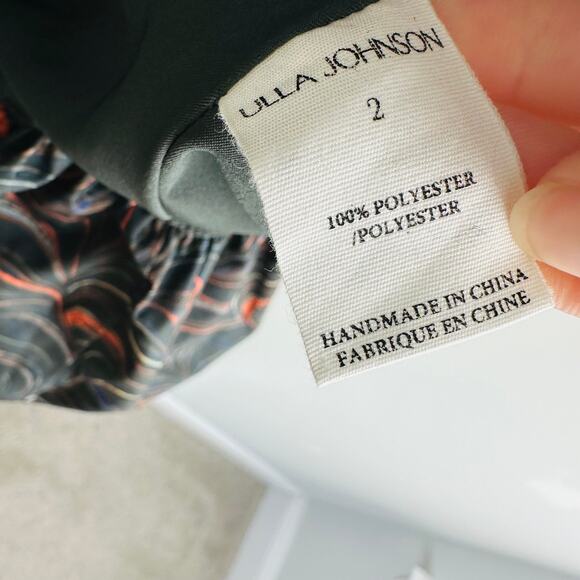 ULLA JOHNSON
2
100% POLYESTER
/POLYESTER
HANDMADE IN CHINA
FABRIQUE EN CHINE